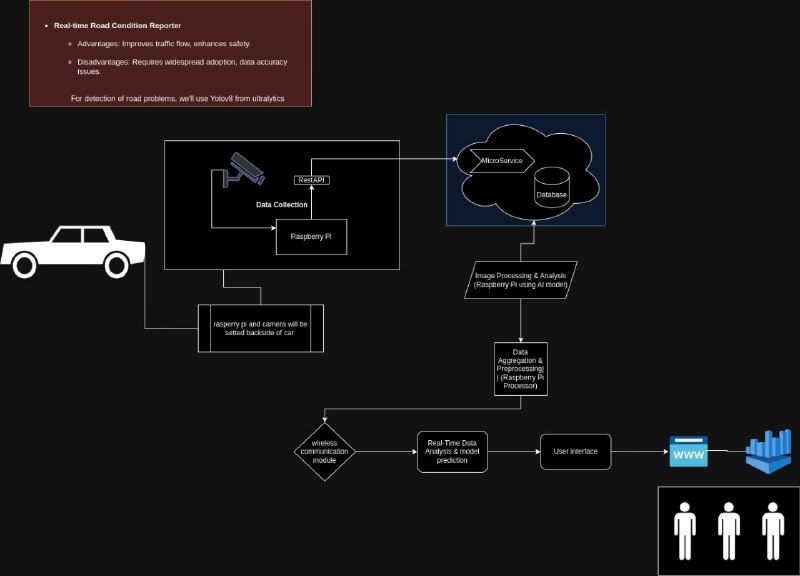 Real-time Road Condition Reporter
Advantages: Improves traffic flow, enhances safety.
Disadvantages: Requires widespread adoption, data accuracy
issues.
For detection of road problems, we'll use Yolov8 from ultralytics
RestAPI
MicroService
Database
Data Collection
Raspberry Pi
Image Processing & Analysis
(Raspberry Pi using AI model)
rasperry pi and camera will be
setted backside of car
Data
Aggregation &
Preprocessing|
| (Raspberry Pi
Processor)
wireless
communication
module
Real-Time Data
Analysis & model
prediction
User interface
WWW